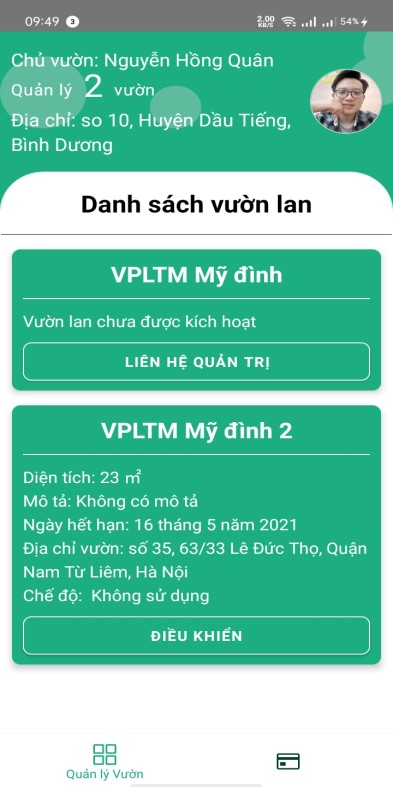 09:49 3 2.00 KB/S 54%
Chủ vườn: Nguyễn Hồng Quân
Quản lý 2 vườn
Địa chỉ: so 10, Huyện Dầu Tiếng,
Bình Dương
Danh sách vườn lan
VPLTM Mỹ đình
Vườn lan chưa được kích hoạt
LIÊN HỆ QUẢN TRỊ
VPLTM Mỹ đình 2
Diện tích: 23 ㎡
Mô tả: Không có mô tả
Ngày hết hạn: 16 tháng 5 năm 2021
Địa chỉ vườn: số 35, 63/33 Lê Đức Thọ, Quận
Nam Từ Liêm, Hà Nội
Chế độ: Không sử dụng
ĐIỀU KHIỂN
Quản lý Vườn